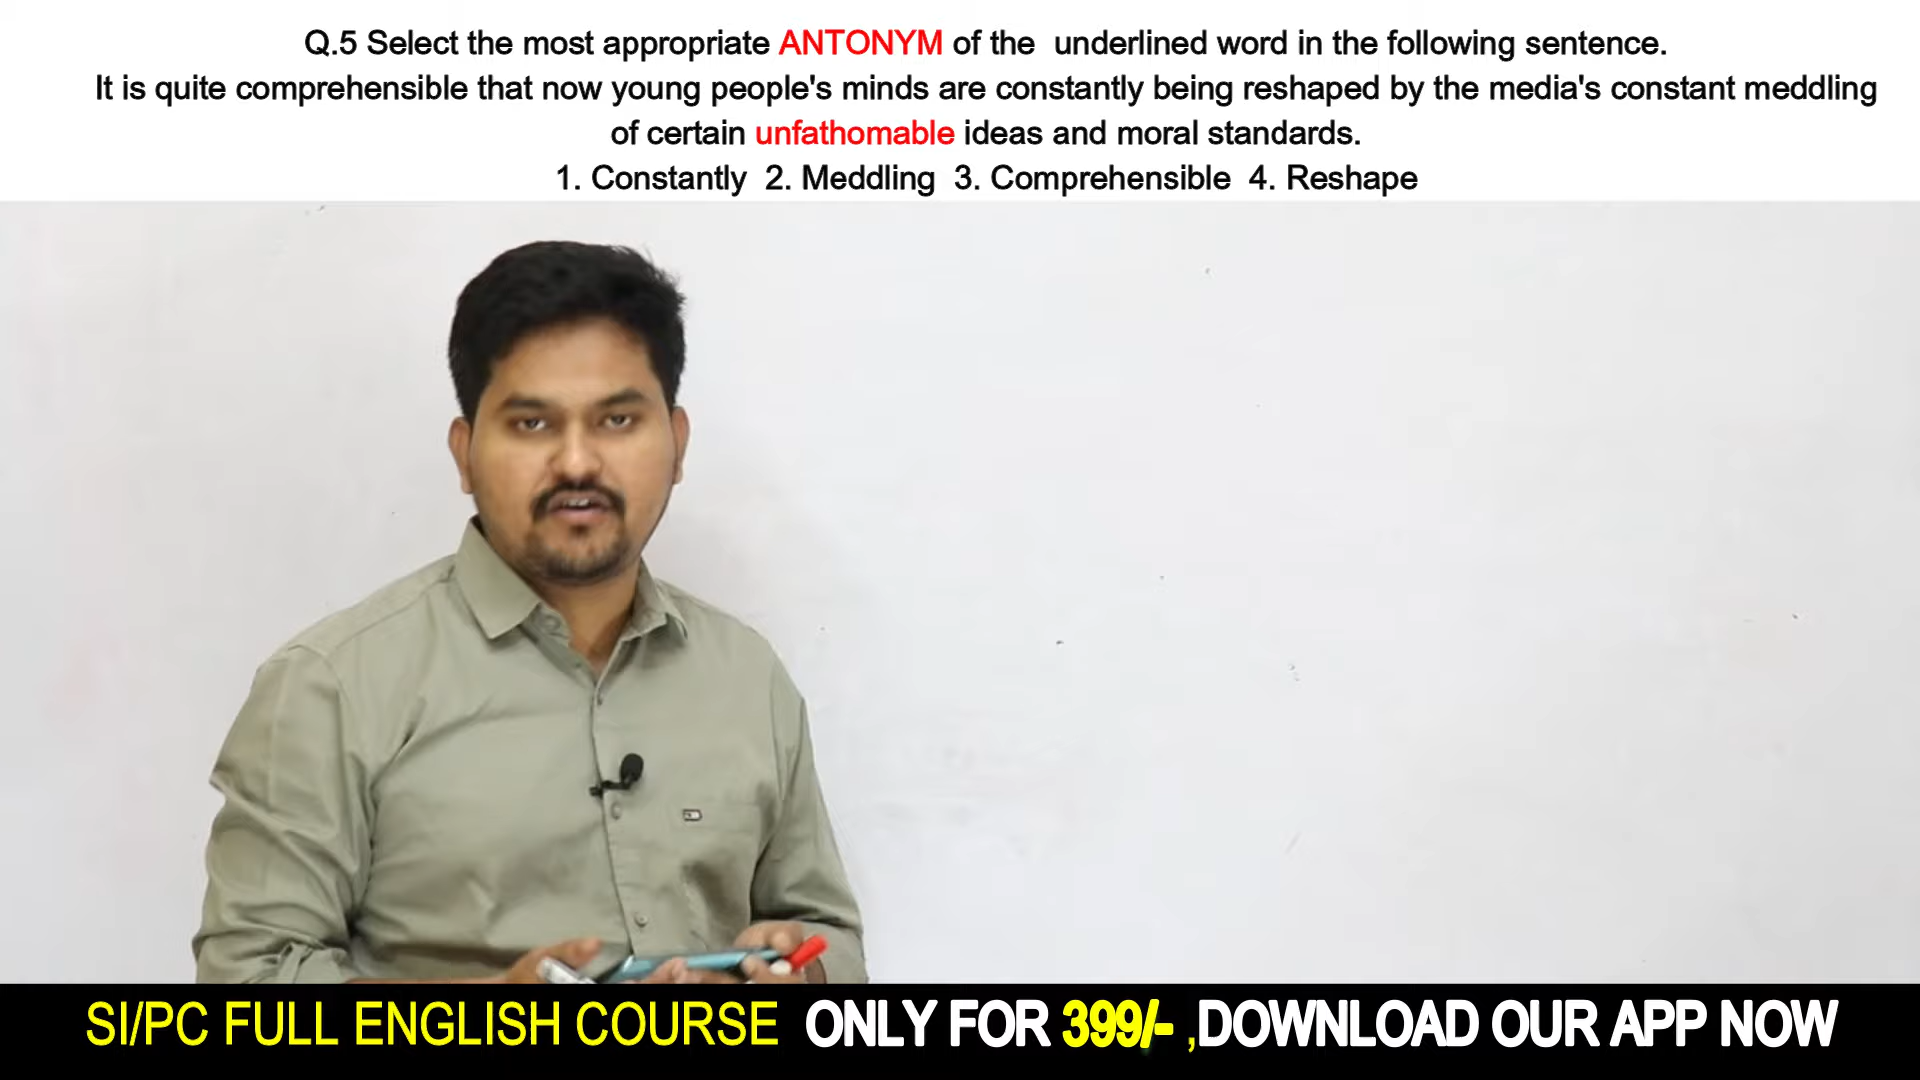 Q.5 Select the most appropriate ANTONYM of the underlined word in the following sentence.
It is quite comprehensible that now young people's minds are constantly being reshaped by the media's constant meddling
of certain unfathomable ideas and moral standards.
1. Constantly 2. Meddling 3. Comprehensible 4. Reshape
SI/PC FULL ENGLISH COURSE ONLY FOR 399/- ,DOWNLOAD OUR APP NOW